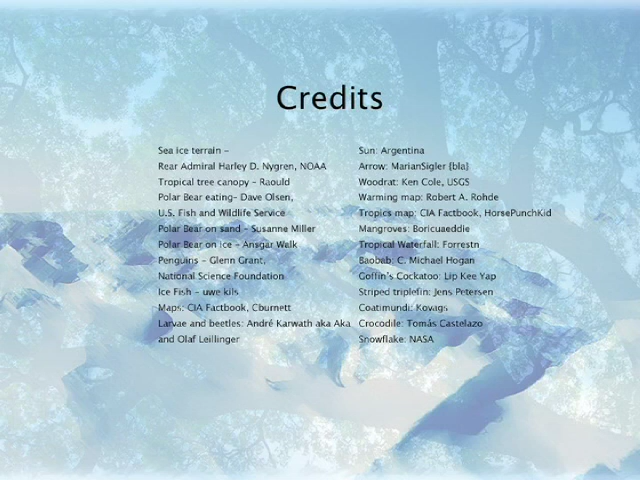 Credits
Sea ice terrain -
Rear Admiral Harley D. Nygren, NOAA
Tropical tree canopy - Raould
Polar Bear eating- Dave Olsen,
U.S. Fish and Wildlife Service
Polar Bear on sand - Susanne Miller
Polar Bear on ice - Ansgar Walk
Penguins - Glenn Grant,
National Science Foundation
Ice Fish - uwe kils
Maps: CIA Factbook, Cburnett
Larvae and beetles: André Karwath aka Aka
and Olaf Leillinger
Sun: Argentina
Arrow: MarianSigler {bla}
Woodrat: Ken Cole, USGS
Warming map: Robert A. Rohde
Tropics map: CIA Factbook, HorsePunchKid
Mangroves: Boricuaeddie
Tropical Waterfall: Forrestn
Baobab: C. Michael Hogan
Goffin's Cockatoo: Lip Kee Yap
Striped triplefin: Jens Petersen
Coatimundi: Kovags
Crocodile: Tomás Castelazo
Snowflake: NASA